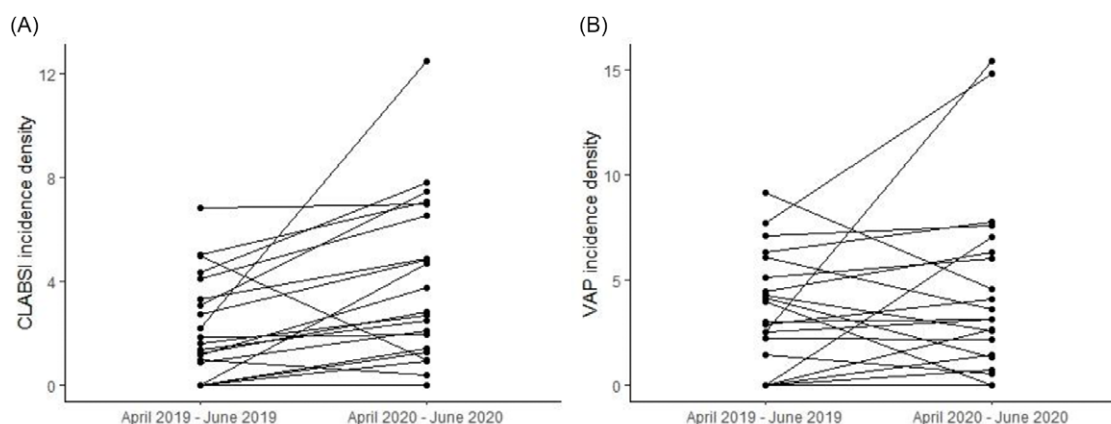 (A)
CLABSI incidence density
12
8
4
0
April 2019 - June 2019
April 2020 - June 2020
(B)
VAP incidence density
15
10
5
0
April 2019 - June 2019
April 2020 - June 2020